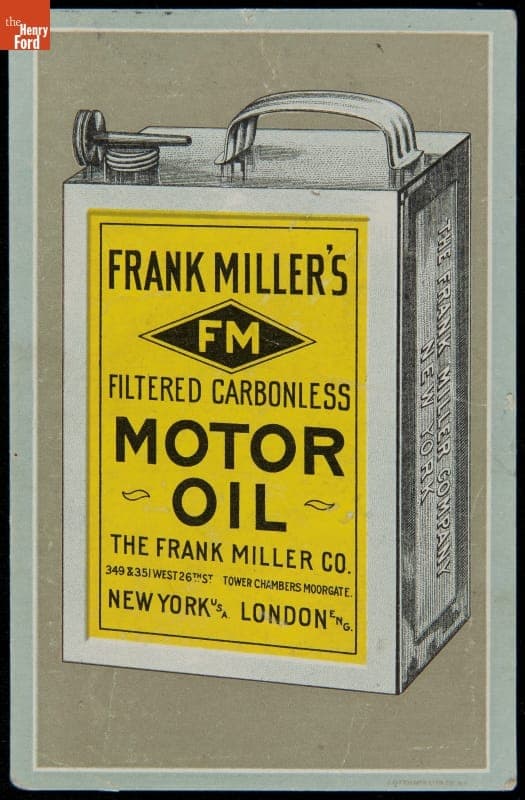 the
Henry
Ford
FRANK MILLER'S
FM
FILTERED CARBONLESS
MOTOR
OIL
THE FRANK MILLER CO.
349 & 351 WEST 26TH ST TOWER CHAMBERS MOORGATE.
NEW YORK U.S.A. LONDON ENG.
THE FRANK MILLER COMPANY
NEW YORK